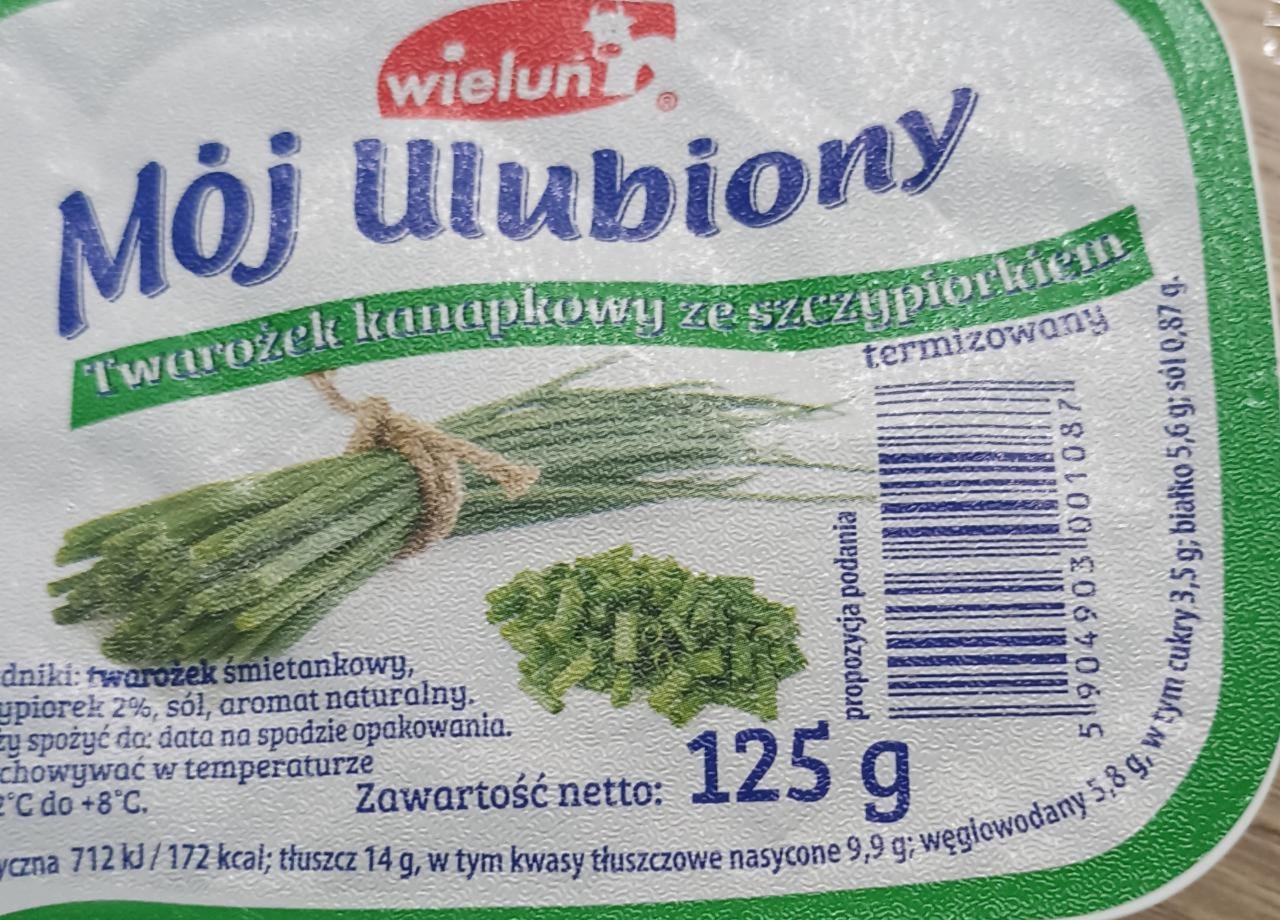 wieluń
®
Mój Ulubiony
Twarożek kanapkowy ze szczypiorkiem
termizowany
propozycja podania
5 904903 001087
dniki: twarożek śmietankowy,
ypiorek 2%, sól, aromat naturalny.
ży spożyć do: data na spodzie opakowania.
chowywać w temperaturze
2°C do +8°C.
Zawartość netto: 125 g
yczna 712 kJ / 172 kcal; tłuszcz 14 g, w tym kwasy tłuszczowe nasycone 9,9 g; węglowodany 5,8 g, w tym cukry 3,5 g; białko 5,6 g; sól 0,87 g.